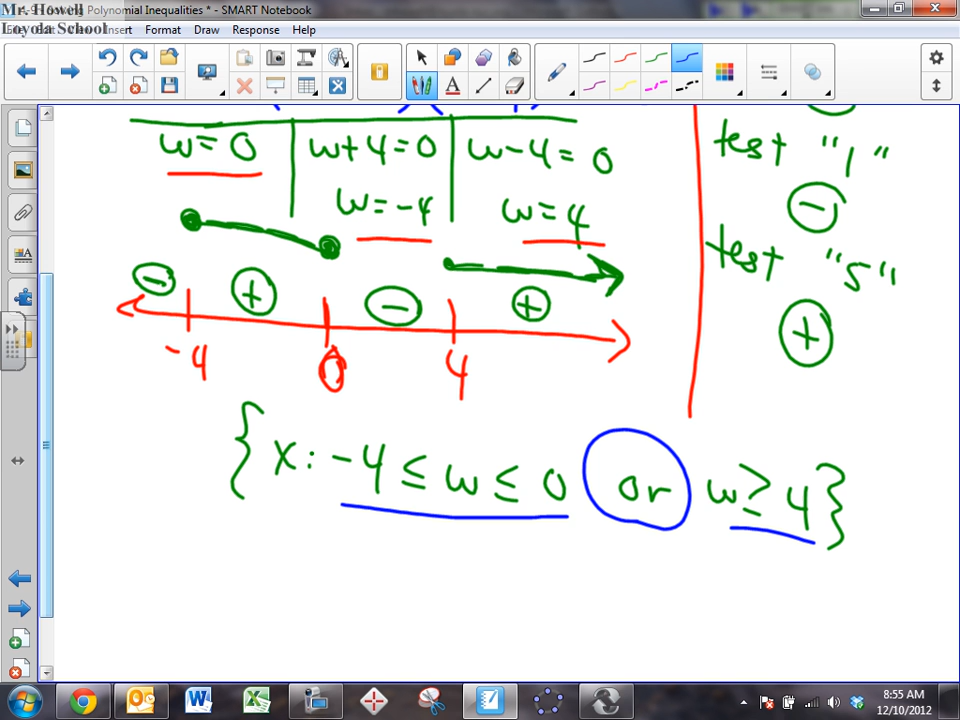 Polynomial Inequalities * - SMART Notebook
Mr. Howell
Loyola School
Insert Format Draw Response Help
w = 0 w + 4 = 0 w - 4 = 0
w = -4 w = 4
test "1"
-
test "5"
+
- + - +
-4 0 4
{x: -4 ≤ w ≤ 0 or w ≥ 4}
8:55 AM
12/10/2012